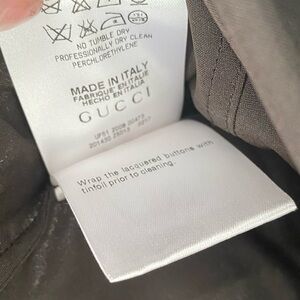 NO TUMBLE DRY
PROFESSIONALLY DRY CLEAN
PERCHLORETHYLENE
MADE IN ITALY
FABRIQUÉ EN ITALIE
HECHO EN ITALIA
GUCCI
Wrap the lacquered buttons with
tinfoil prior to cleaning.